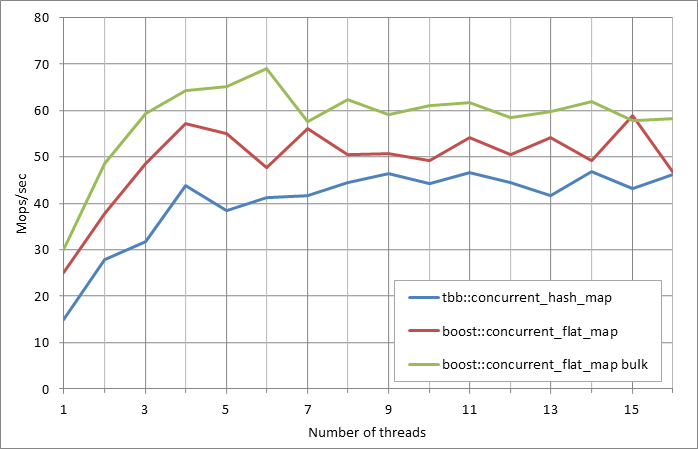 80
70
60
50
40
30
20
10
0
Mops/sec
tbb::concurrent_hash_map
boost::concurrent_flat_map
boost::concurrent_flat_map bulk
1 3 5 7 9 11 13 15
Number of threads